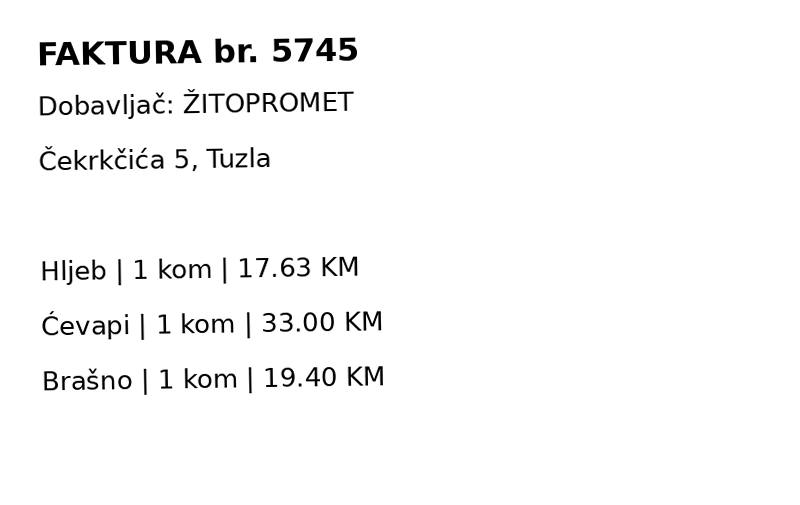 FAKTURA br. 5745
Dobavljač: ŽITOPROMET
Čekrkčića 5, Tuzla
Hljeb | 1 kom | 17.63 KM
Ćevapi | 1 kom | 33.00 KM
Brašno | 1 kom | 19.40 KM